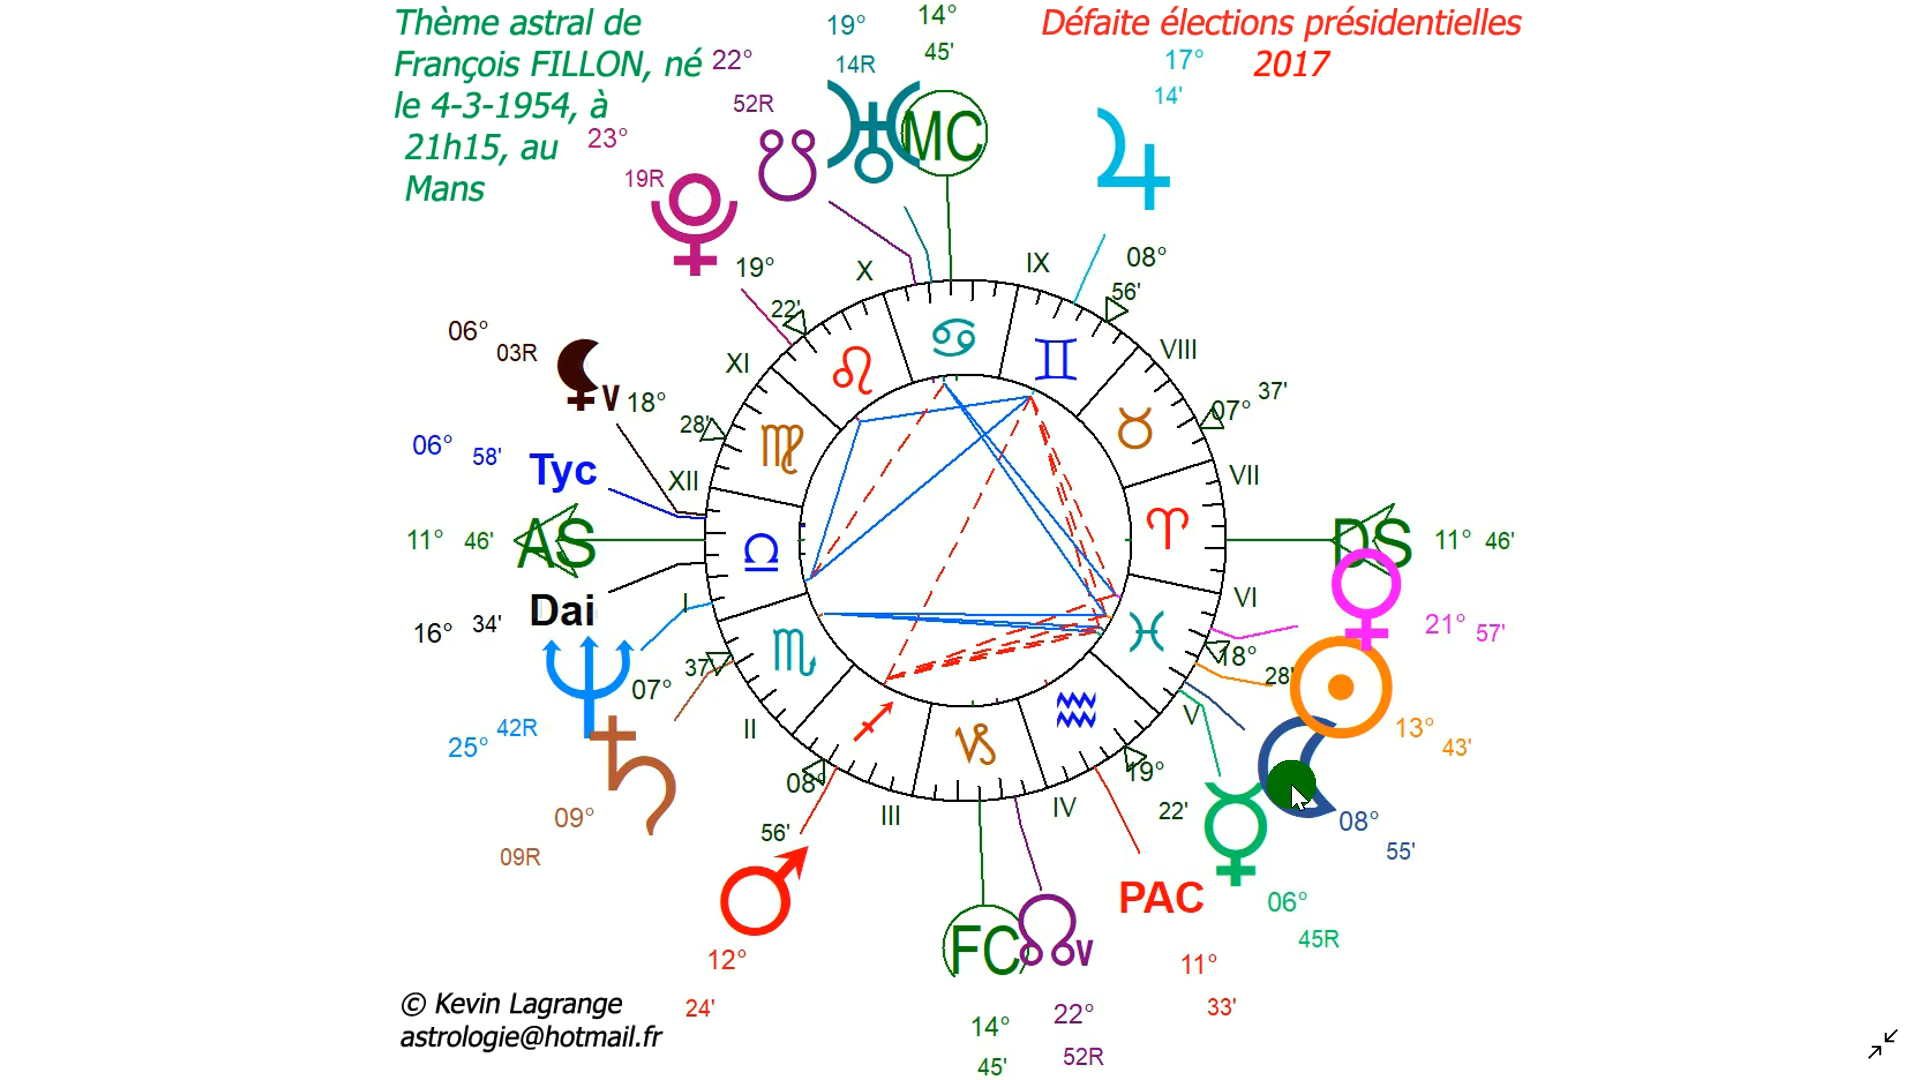 Thème astral de
François FILLON, né
le 4-3-1954, à
21h15, au
Mans
Défaite élections présidentielles
2017
19°
14R
14°
45'
MC
17°
14'
22°
52R
23°
19R
19°
22'
X
IX
08°
56'
VIII
06°
03R
V
18°
28'
XI
07°
37'
06°
58'
Tyc
XII
VII
11° 46'
AS
DS
11° 46'
Dai
16° 34'
I
VI
21° 57'
37'
07°
18°
28'
25° 42R
II
V
13°
43'
09°
09R
08°
56'
III
IV
19°
22'
08°
55'
12°
24'
FC
V
PAC
06°
45R
14°
45'
22°
52R
11°
33'
© Kevin Lagrange
astrologie@hotmail.fr